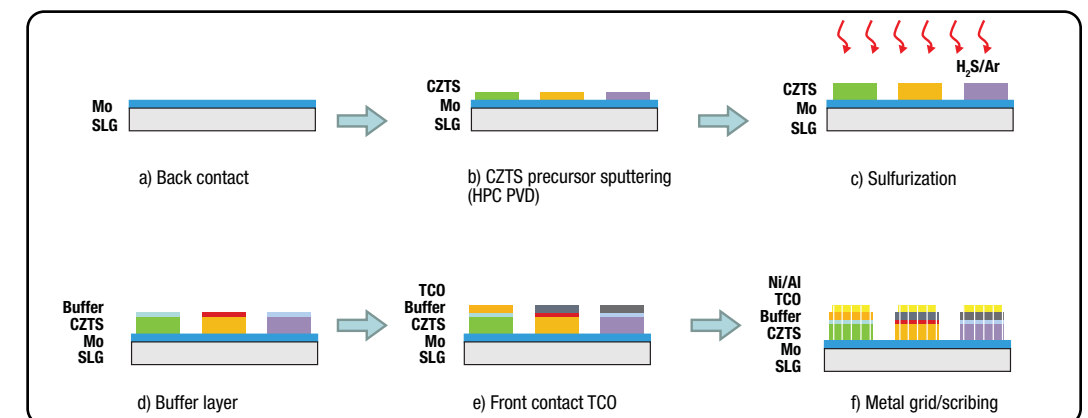 Mo
SLG
a) Back contact
CZTS
Mo
SLG
b) CZTS precursor sputtering
(HPC PVD)
H₂S/Ar
CZTS
Mo
SLG
c) Sulfurization
Buffer
CZTS
Mo
SLG
d) Buffer layer
TCO
Buffer
CZTS
Mo
SLG
e) Front contact TCO
Ni/Al
TCO
Buffer
CZTS
Mo
SLG
f) Metal grid/scribing